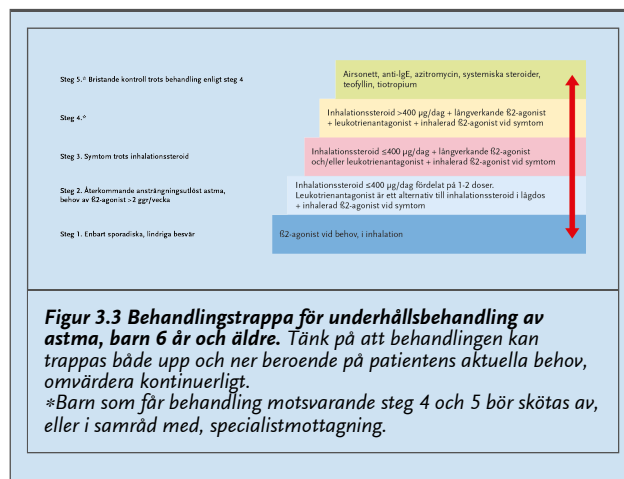 Steg 5.* Bristande kontroll trots behandling enligt steg 4
Airsonett, anti-IgE, azitromycin, systemiska steroider,
teofyllin, tiotropium
Steg 4.*
Inhalationssteroid >400 µg/dag + långverkande ß2-agonist
+ leukotrienantagonist + inhalerad ß2-agonist vid symtom
Steg 3. Symtom trots inhalationssteroid
Inhalationssteroid ≤400 µg/dag + långverkande ß2-agonist
och/eller leukotrienantagonist + inhalerad ß2-agonist vid symtom
Steg 2. Återkommande ansträngningsutlöst astma,
behov av ß2-agonist >2 ggr/vecka
Inhalationssteroid ≤400 µg/dag fördelat på 1-2 doser.
Leukotrienantagonist är ett alternativ till inhalationssteroid i lågdos
+ inhalerad ß2-agonist vid symtom
Steg 1. Enbart sporadiska, lindriga besvär
ß2-agonist vid behov, i inhalation
Figur 3.3 Behandlingstrappa för underhållsbehandling av
astma, barn 6 år och äldre. Tänk på att behandlingen kan
trappas både upp och ner beroende på patientens aktuella behov,
omvärdera kontinuerligt.
*Barn som får behandling motsvarande steg 4 och 5 bör skötas av,
eller i samråd med, specialistmottagning.